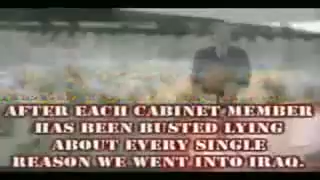 AFTER EACH CABINET MEMBER
HAS BEEN BUSTED LYING
ABOUT EVERY SINGLE
REASON WE WENT INTO IRAQ.